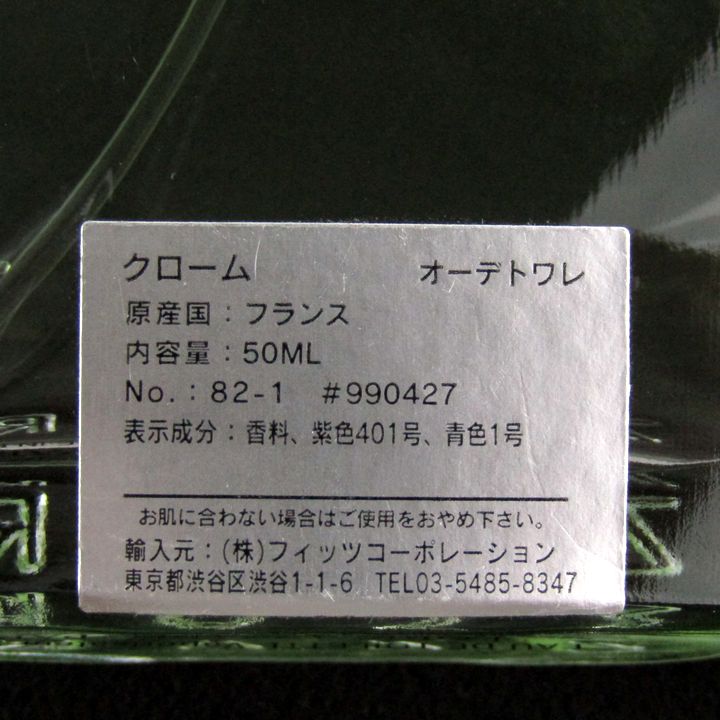 クローム オーデトワレ
原産国：フランス
内容量：50ML
No.：82-1 #990427
表示成分：香料、紫色401号、青色1号
お肌に合わない場合はご使用をおやめ下さい。
輸入元：(株)フィッツコーポレーション
東京都渋谷区渋谷1-1-6 TEL03-5485-8347